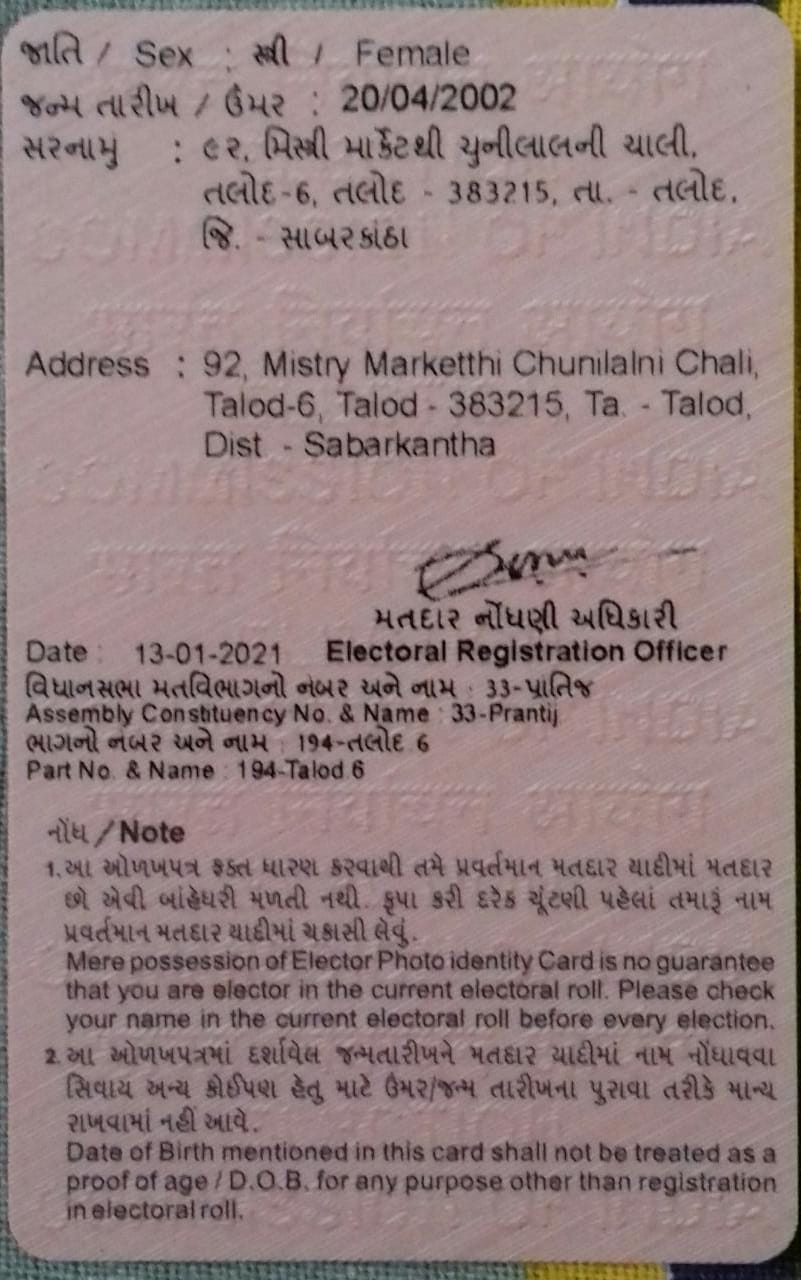 જાતિ / Sex : સ્ત્રી / Female
જન્મ તારીખ / ઉંમર : 20/04/2002
સરનામુ : ૯૨, મિસ્ત્રી માર્કેટથી ચુનીલાલની ચાલી,
તલોદ-6, તલોદ - 383215, તા. - તલોદ,
જિ. - સાબરકાંઠા
Address : 92, Mistry Marketthi Chunilalni Chali,
Talod-6, Talod - 383215, Ta. - Talod,
Dist - Sabarkantha
મતદાર નોંધણી અધિકારી
Date : 13-01-2021 Electoral Registration Officer
વિધાનસભા મતવિભાગનો નંબર અને નામ : 33-પ્રાંતિજ
Assembly Constituency No. & Name : 33-Prantij
ભાગનો નંબર અને નામ : 194-તલોદ 6
Part No. & Name : 194-Talod 6
નોંધ / Note
1. આ ઓળખપત્ર ફક્ત ધારણ કરવાથી તમે પ્રવર્તમાન મતદાર યાદીમાં મતદાર
છો એવી બાંહેધરી મળતી નથી. કૃપા કરી દરેક ચૂંટણી પહેલાં તમારૂં નામ
પ્રવર્તમાન મતદાર યાદીમાં ચકાસી લેવું.
Mere possession of Elector Photo identity Card is no guarantee
that you are elector in the current electoral roll. Please check
your name in the current electoral roll before every election.
2. આ ઓળખપત્રમાં દર્શાવેલ જન્મતારીખને મતદાર યાદીમાં નામ નોંધાવવા
સિવાય અન્ય કોઈપણ હેતુ માટે ઉંમર/જન્મ તારીખના પુરાવા તરીકે માન્ય
રાખવામાં નહીં આવે.
Date of Birth mentioned in this card shall not be treated as a
proof of age / D.O.B. for any purpose other than registration
in electoral roll.